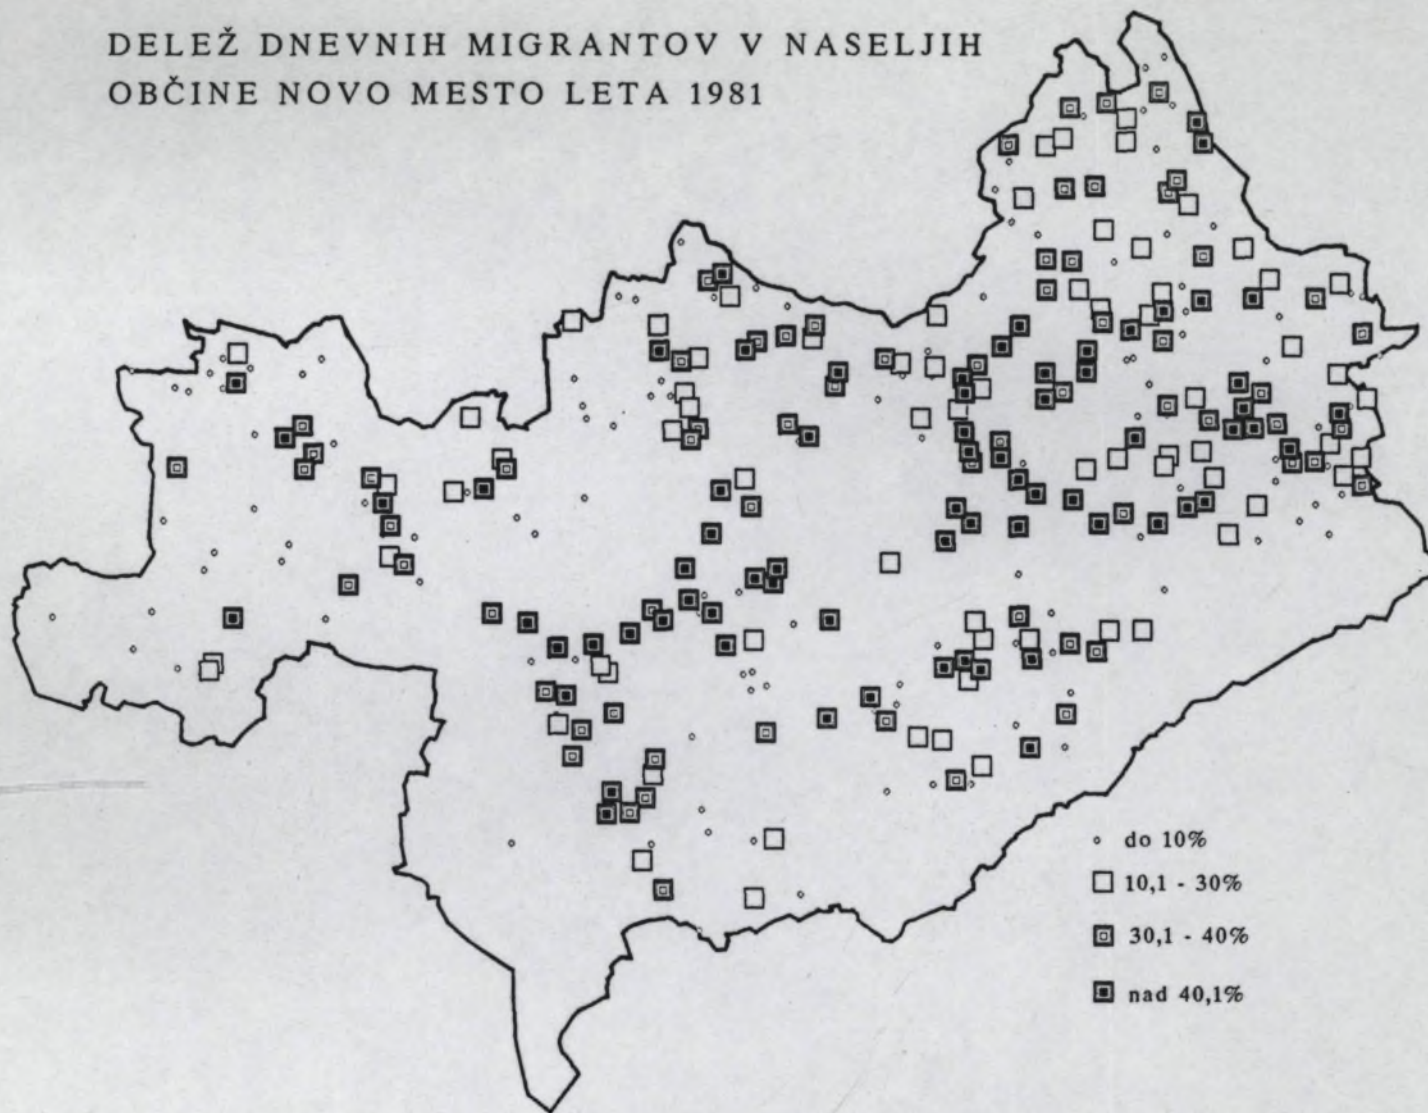 DELEŽ DNEVNIH MIGRANTOV V NASELJIH
OBČINE NOVO MESTO LETA 1981
do 10%
10,1 - 30%
30,1 - 40%
nad 40,1%